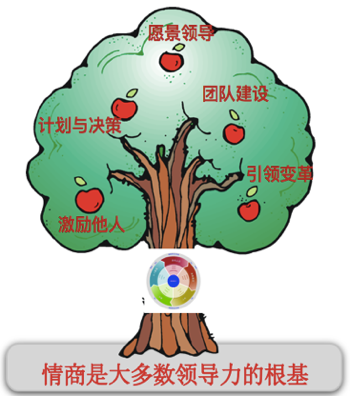 愿景领导
团队建设
计划与决策
引领变革
激励他人
情商是大多数领导力的根基